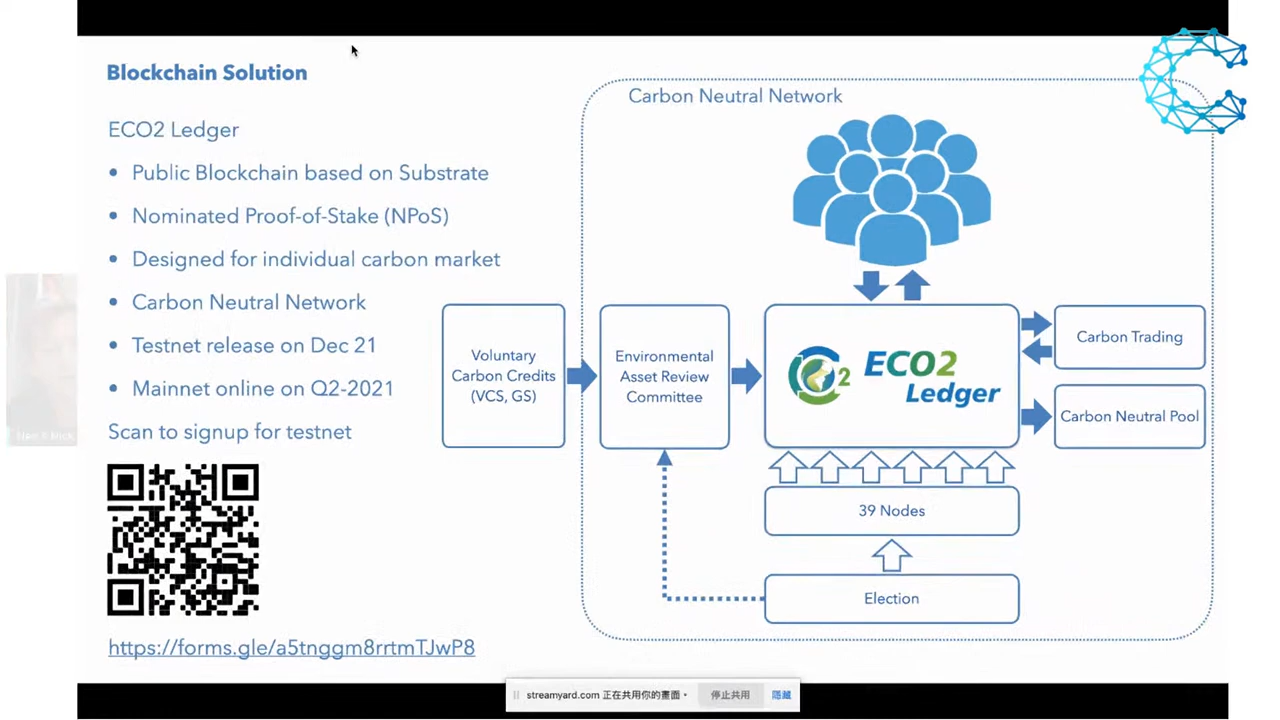 Blockchain Solution
ECO2 Ledger
• Public Blockchain based on Substrate
• Nominated Proof-of-Stake (NPoS)
• Designed for individual carbon market
• Carbon Neutral Network
• Testnet release on Dec 21
• Mainnet online on Q2-2021
Scan to signup for testnet
https://forms.gle/a5tnggm8rrtmTJwP8
Carbon Neutral Network
Voluntary
Carbon Credits
(VCS, GS)
Environmental
Asset Review
Committee
2
ECO2
Ledger
Carbon Trading
Carbon Neutral Pool
39 Nodes
Election
streamyard.com 正在共用你的畫面。
停止共用
隱藏